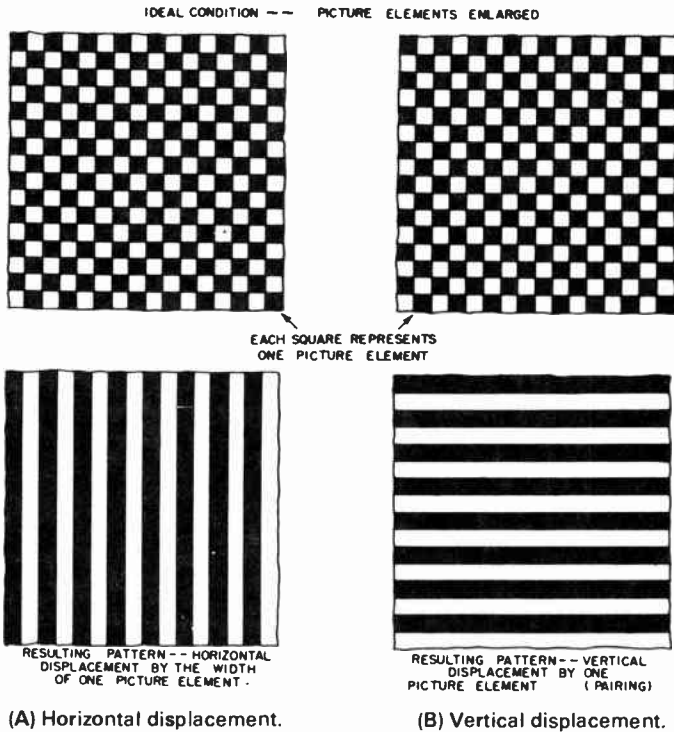 IDEAL CONDITION -- PICTURE ELEMENTS ENLARGED
EACH SQUARE REPRESENTS
ONE PICTURE ELEMENT
RESULTING PATTERN -- HORIZONTAL
DISPLACEMENT BY THE WIDTH
OF ONE PICTURE ELEMENT.
(A) Horizontal displacement.
RESULTING PATTERN -- VERTICAL
DISPLACEMENT BY ONE
PICTURE ELEMENT (PAIRING)
(B) Vertical displacement.